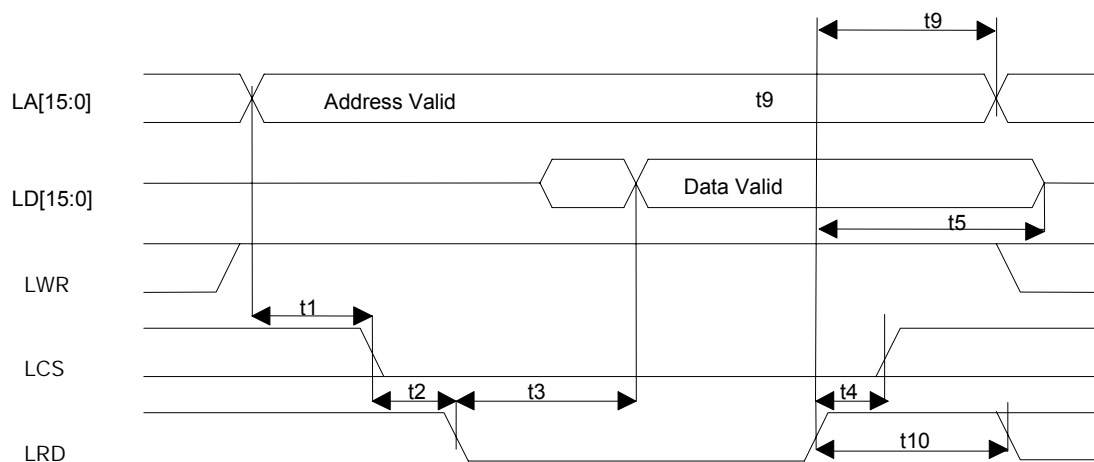 t9
LA[15:0]
Address Valid
t9
LD[15:0]
Data Valid
t5
LWR
t1
LCS
t2
t3
t4
t10
LRD